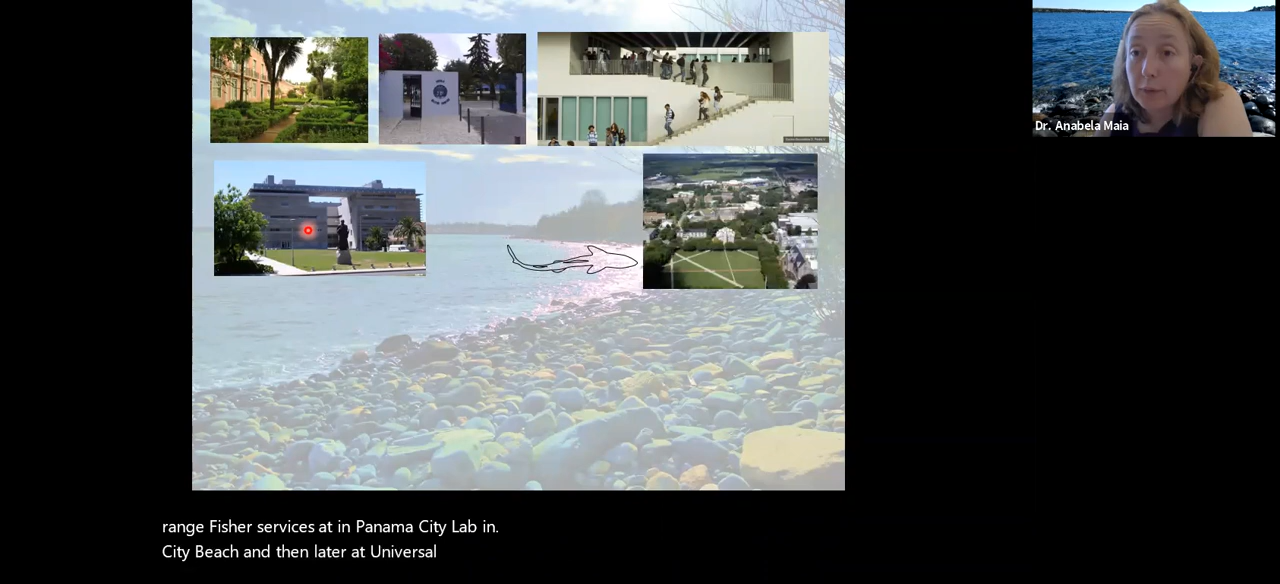 Dr. Anabela Maia
range Fisher services at in Panama City Lab in.
City Beach and then later at Universal